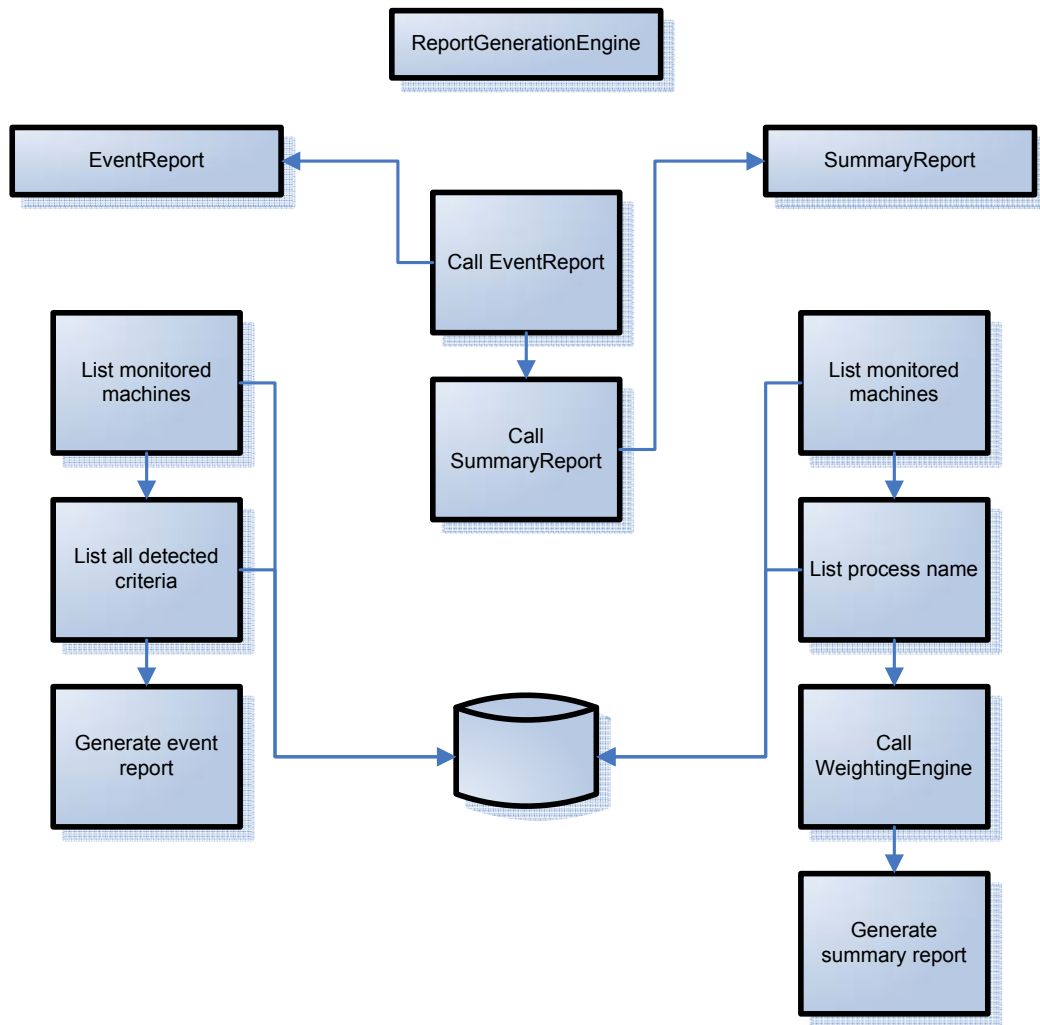 ReportGenerationEngine
EventReport
SummaryReport
Call EventReport
List monitored
machines
List monitored
machines
Call
SummaryReport
List all detected
criteria
List process name
Generate event
report
Call
WeightingEngine
Generate
summary report